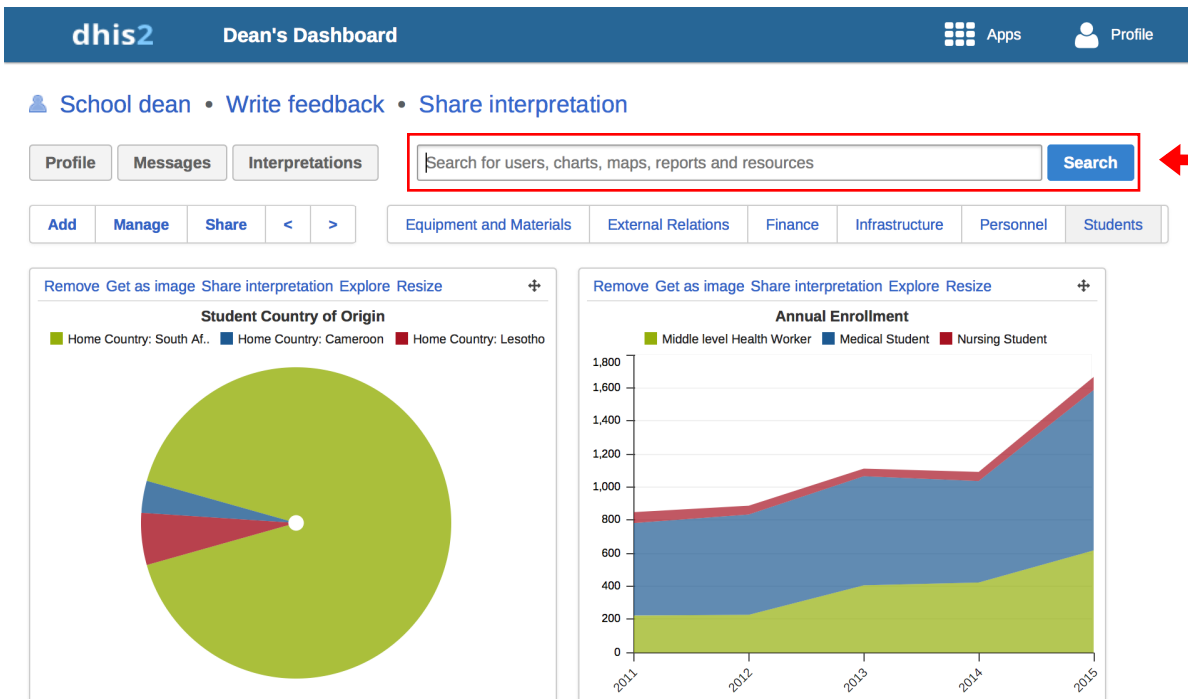 dhis2 Dean's Dashboard Apps Profile
School dean • Write feedback • Share interpretation
Profile Messages Interpretations Search for users, charts, maps, reports and resources Search
Add Manage Share < > Equipment and Materials External Relations Finance Infrastructure Personnel Students
Remove Get as image Share interpretation Explore Resize
Student Country of Origin
Home Country: South Af.. Home Country: Cameroon Home Country: Lesotho
Remove Get as image Share interpretation Explore Resize
Annual Enrollment
Middle level Health Worker Medical Student Nursing Student
1,800
1,600
1,400
1,200
1,000
800
600
400
200
0
2011 2012 2013 2014 2015